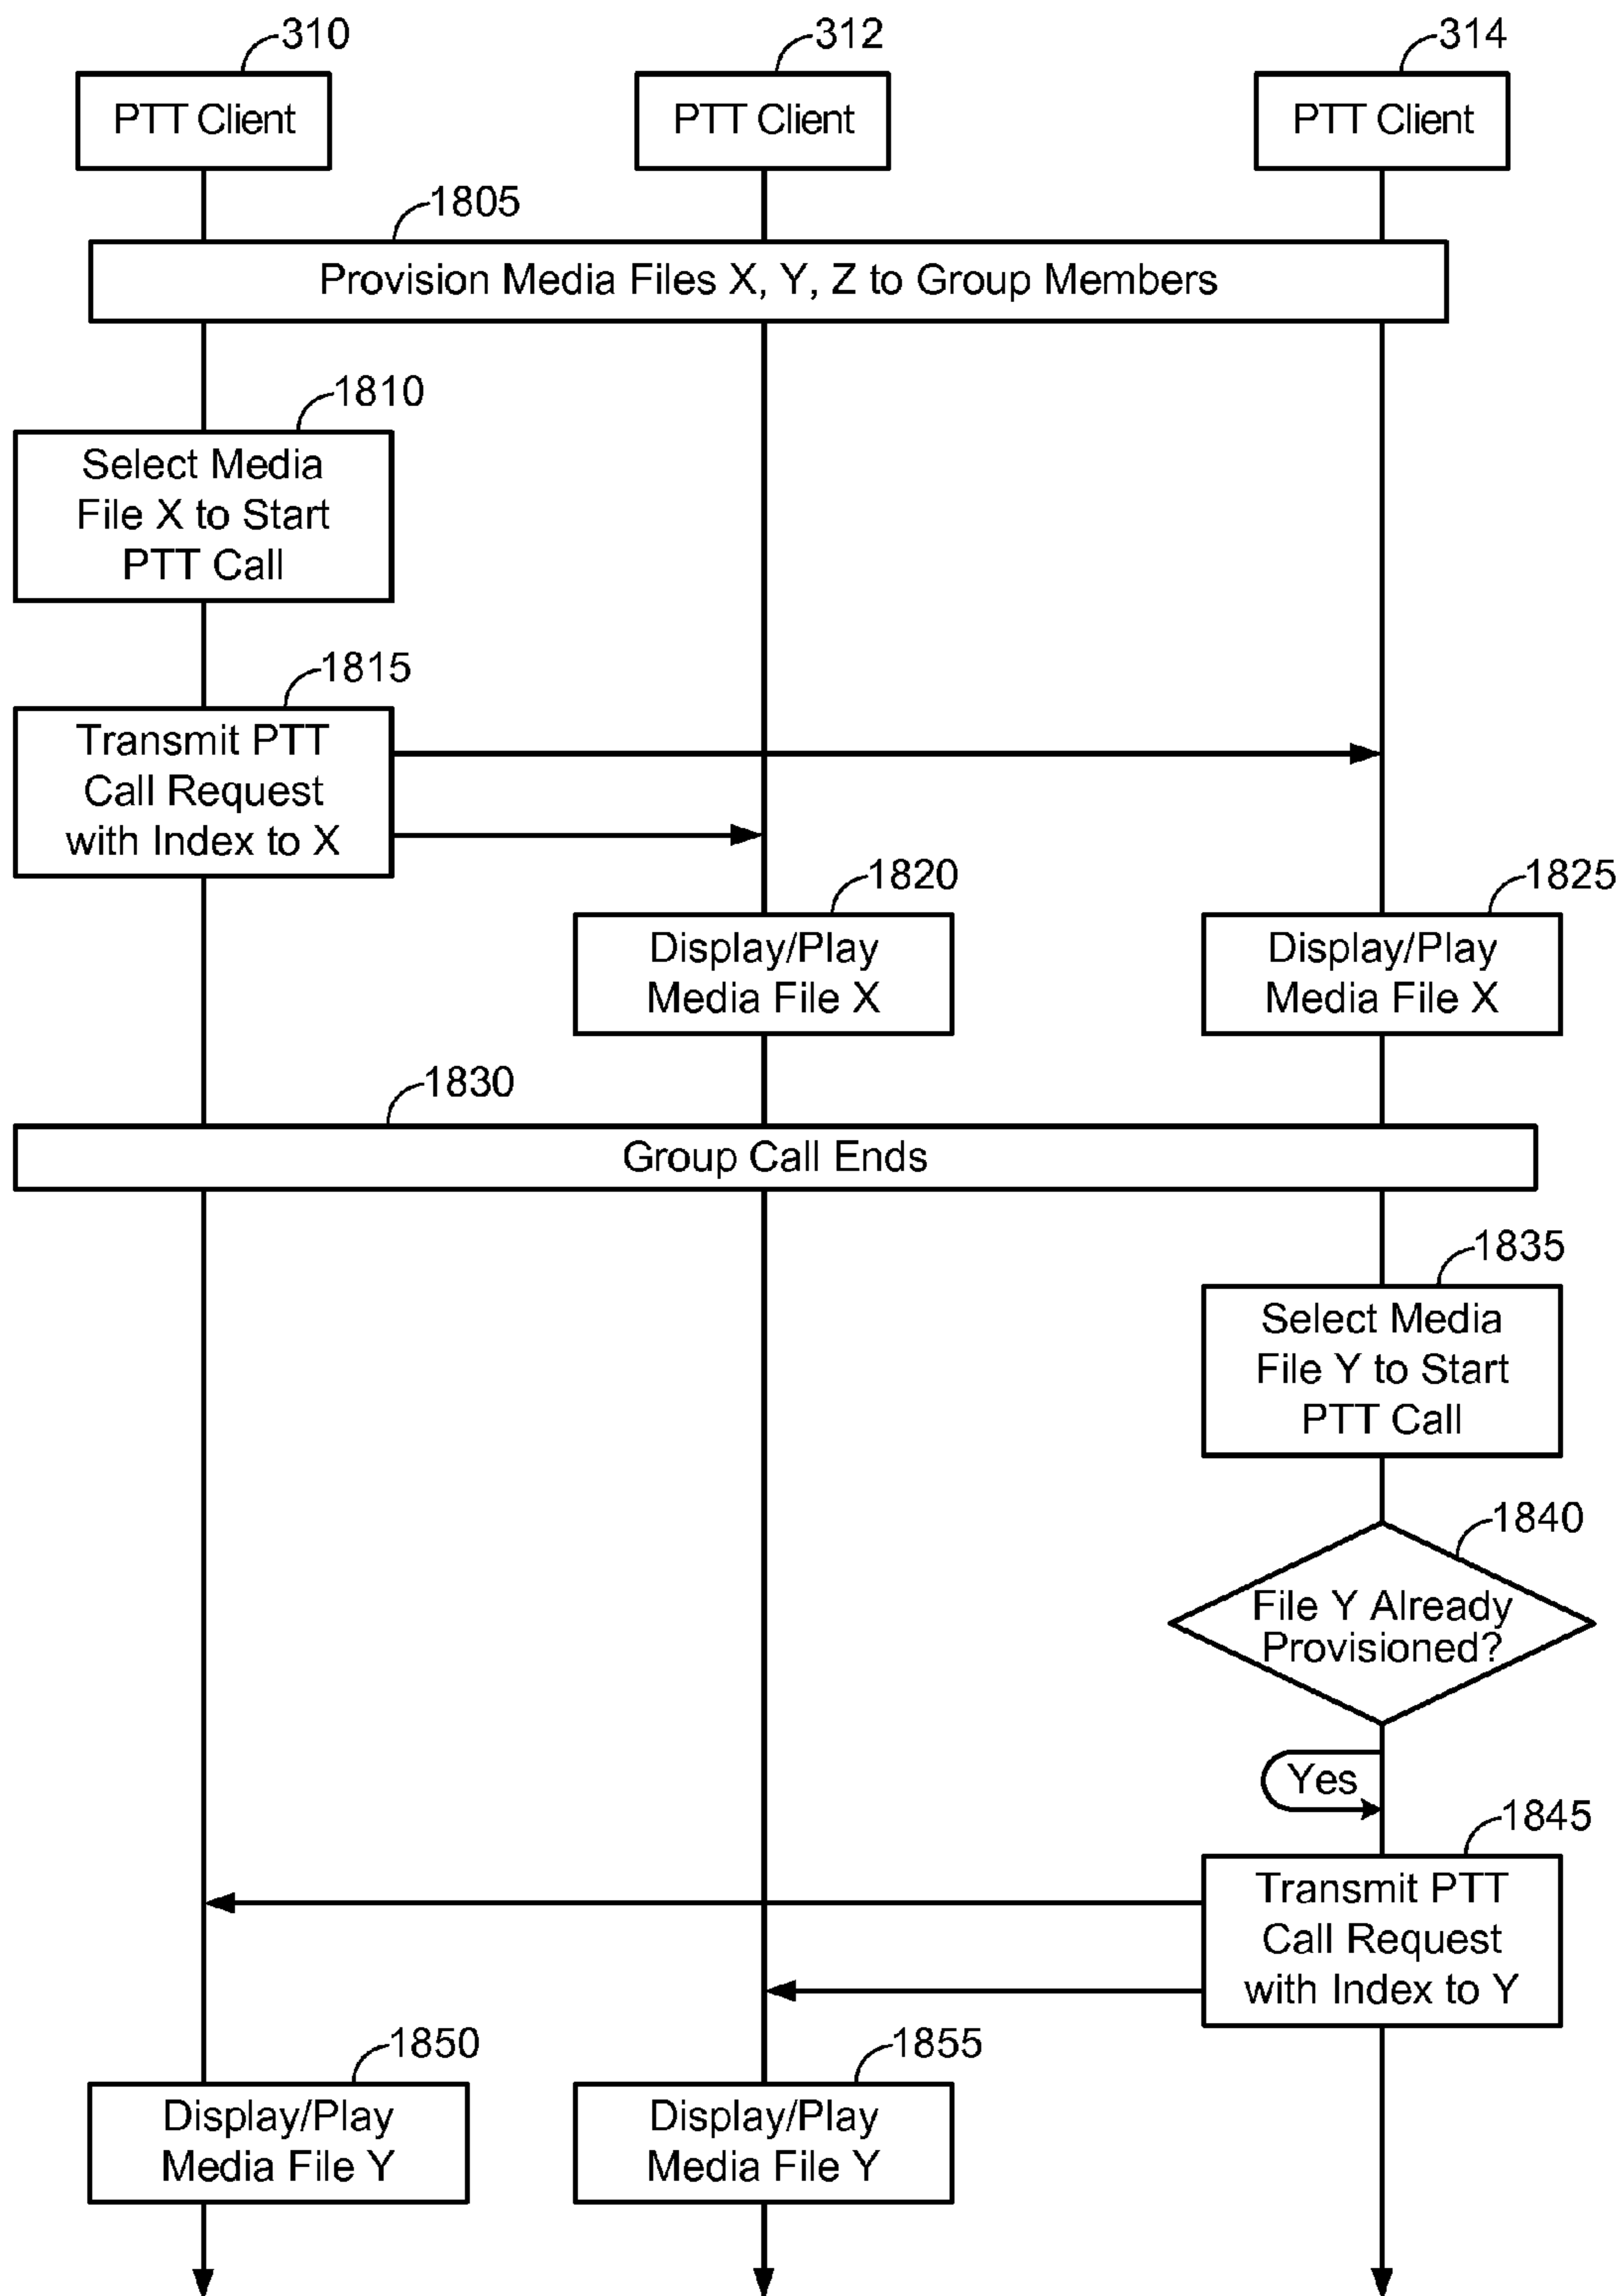 310
312
314
PTT Client
PTT Client
PTT Client
1805
Provision Media Files X, Y, Z to Group Members
1810
Select Media
File X to Start
PTT Call
1815
Transmit PTT
Call Request
with Index to X
1820
Display/Play
Media File X
1825
Display/Play
Media File X
1830
Group Call Ends
1835
Select Media
File Y to Start
PTT Call
1840
File Y Already
Provisioned?
Yes
1845
Transmit PTT
Call Request
with Index to Y
1850
Display/Play
Media File Y
1855
Display/Play
Media File Y